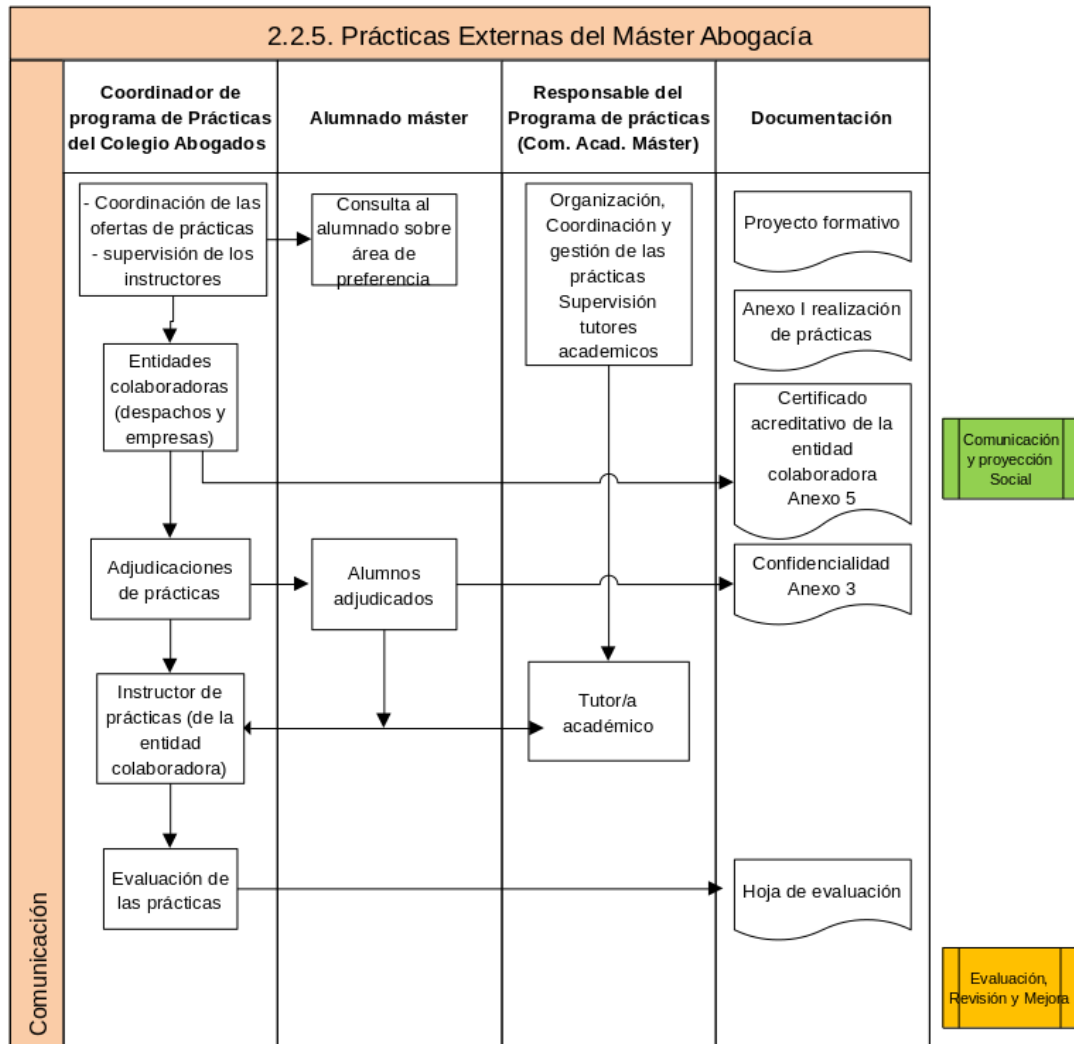 2.2.5. Prácticas Externas del Máster Abogacía
Comunicación
Coordinador de
programa de Prácticas
del Colegio Abogados
Alumnado máster
Responsable del
Programa de prácticas
(Com. Acad. Máster)
Documentación
- Coordinación de las
ofertas de prácticas
- supervisión de los
instructores
Consulta al
alumnado sobre
área de
preferencia
Organización,
Coordinación y
gestión de las
prácticas
Supervisión
tutores
academicos
Proyecto formativo
Anexo I realización
de prácticas
Entidades
colaboradoras
(despachos y
empresas)
Certificado
acreditativo de la
entidad
colaboradora
Anexo 5
Comunicación
y proyección
Social
Adjudicaciones
de prácticas
Alumnos
adjudicados
Confidencialidad
Anexo 3
Instructor de
prácticas (de la
entidad
colaboradora)
Tutor/a
académico
Evaluación de
las prácticas
Hoja de evaluación
Evaluación,
Revisión y Mejora